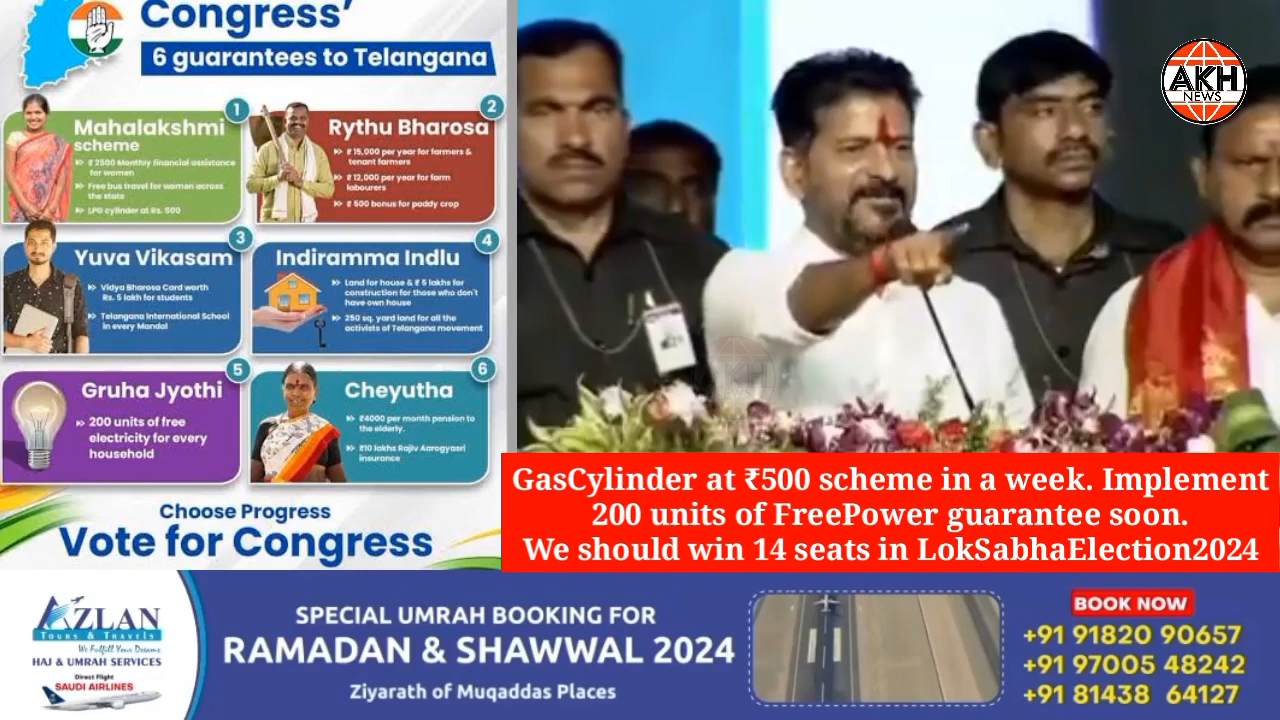 Congress'
6 guarantees to Telangana
1
Mahalakshmi
scheme
₹ 2500 Monthly financial assistance
for women
Free bus travel for women across
the state
LPG cylinder at Rs. 500
2
Rythu Bharosa
₹ 15,000 per year for farmers &
tenant farmers
₹ 12,000 per year for farm
labourers
₹ 500 bonus for paddy crop
3
Yuva Vikasam
Vidya Bharosa Card worth
Rs. 5 lakh for students
Telangana International School
in every Mandal
4
Indiramma Indlu
Land for house & ₹ 5 lakhs for
construction for those who don't
have own house
250 sq. yard land for all the
activists of Telangana movement
5
Gruha Jyothi
200 units of free
electricity for every
household
6
Cheyutha
₹4000 per month pension to
the elderly.
₹10 lakhs Rajiv Aarogyasri
insurance
Choose Progress
Vote for Congress
AKH
NEWS
GasCylinder at ₹500 scheme in a week. Implement
200 units of FreePower guarantee soon.
We should win 14 seats in LokSabhaElection2024
AZLAN
TOURS & TRAVELS
We Fulfill Your Dreams
HAJ & UMRAH SERVICES
Direct Flight
SAUDI AIRLINES
SPECIAL UMRAH BOOKING FOR
RAMADAN & SHAWWAL 2024
Ziyarath of Muqaddas Places
BOOK NOW
+91 91820 90657
+91 97005 48242
+91 81438 64127